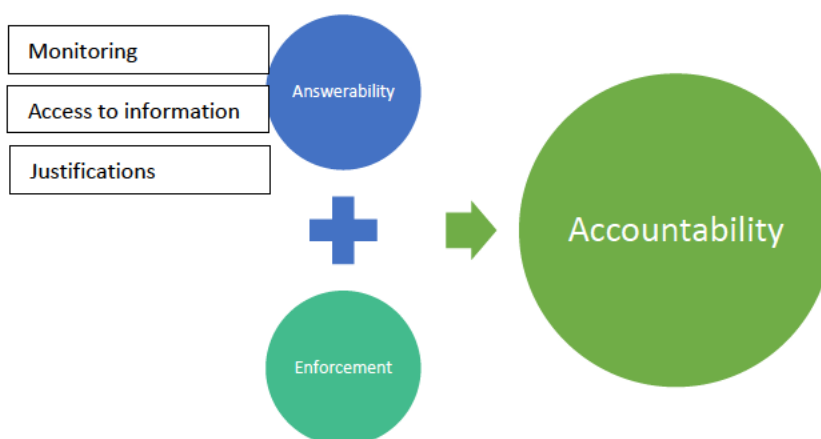 Monitoring
Answerability
Access to information
Justifications
Accountability
Enforcement